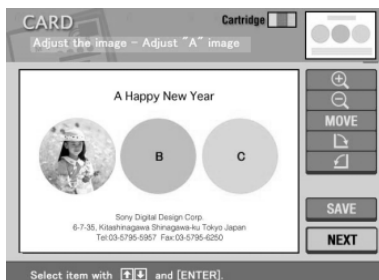 CARD
Cartridge
Adjust the image - Adjust "A" image
A Happy New Year
B
C
Sony Digital Design Corp.
6-7-35, Kitashinagawa Shinagawa-ku Tokyo Japan
Tel:03-5795-5957 Fax:03-5795-6250
MOVE
SAVE
NEXT
Select item with and [ENTER].